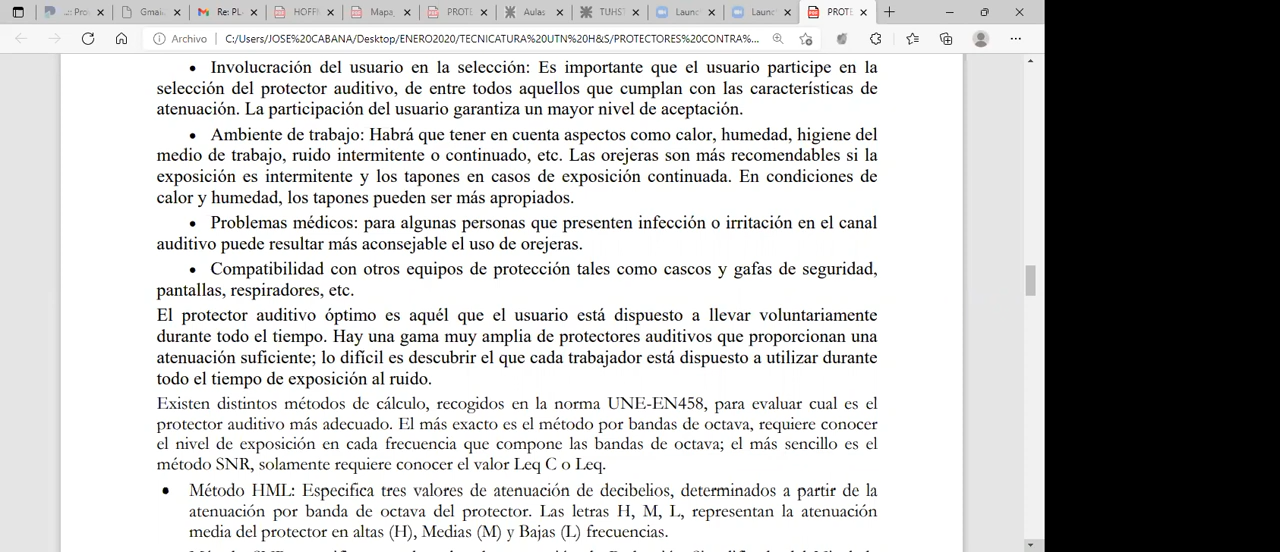 .: Pro
Gmai
Re: PL
HOFF
Mapa
PROTE
Aulas
TUHST
Launc
Launc
PROTE
Archivo | C:/Users/JOSE%20CABANA/Desktop/ENERO2020/TECNICATURA%20UTN%20H&S/PROTECTORES%20CONTRA%...
• Involucración del usuario en la selección: Es importante que el usuario participe en la
selección del protector auditivo, de entre todos aquellos que cumplan con las características de
atenuación. La participación del usuario garantiza un mayor nivel de aceptación.
• Ambiente de trabajo: Habrá que tener en cuenta aspectos como calor, humedad, higiene del
medio de trabajo, ruido intermitente o continuado, etc. Las orejeras son más recomendables si la
exposición es intermitente y los tapones en casos de exposición continuada. En condiciones de
calor y humedad, los tapones pueden ser más apropiados.
• Problemas médicos: para algunas personas que presenten infección o irritación en el canal
auditivo puede resultar más aconsejable el uso de orejeras.
• Compatibilidad con otros equipos de protección tales como cascos y gafas de seguridad,
pantallas, respiradores, etc.
El protector auditivo óptimo es aquél que el usuario está dispuesto a llevar voluntariamente
durante todo el tiempo. Hay una gama muy amplia de protectores auditivos que proporcionan una
atenuación suficiente; lo difícil es descubrir el que cada trabajador está dispuesto a utilizar durante
todo el tiempo de exposición al ruido.
Existen distintos métodos de cálculo, recogidos en la norma UNE-EN458, para evaluar cual es el
protector auditivo más adecuado. El más exacto es el método por bandas de octava, requiere conocer
el nivel de exposición en cada frecuencia que compone las bandas de octava; el más sencillo es el
método SNR, solamente requiere conocer el valor Leq C o Leq.
• Método HML: Especifica tres valores de atenuación de decibelios, determinados a partir de la
atenuación por banda de octava del protector. Las letras H, M, L, representan la atenuación
media del protector en altas (H), Medias (M) y Bajas (L) frecuencias.